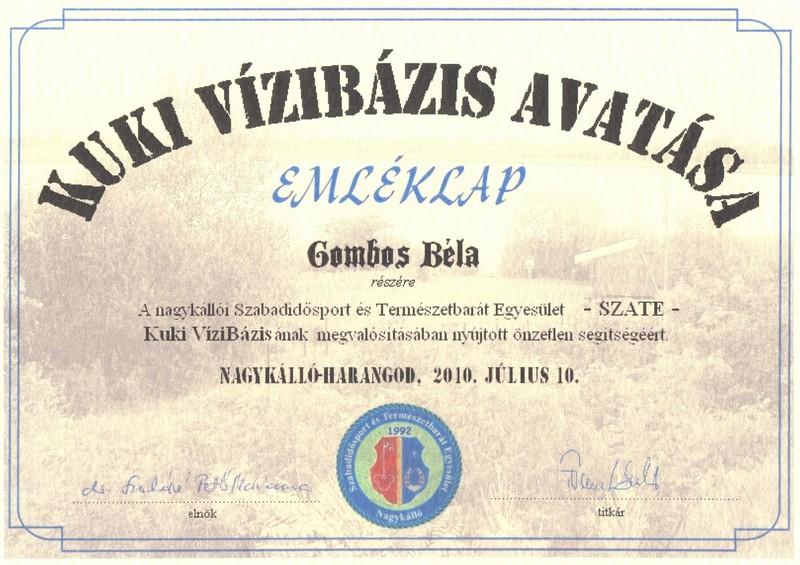 KUKI VÍZIBÁZIS AVATÁSA
EMLÉKLAP
Gombos Béla
részére
A nagykállói Szabadidősport és Természetbarát Egyesület - SZATE -
Kuki VíziBázisának megvalósításában nyújtott önzetlen segítségéért.
NAGYKÁLLÓ-HARANGOD, 2010. JÚLIUS 10.
Szabadidősport és Természetbarát Egyesület
1992
Nagykálló
elnök
titkár